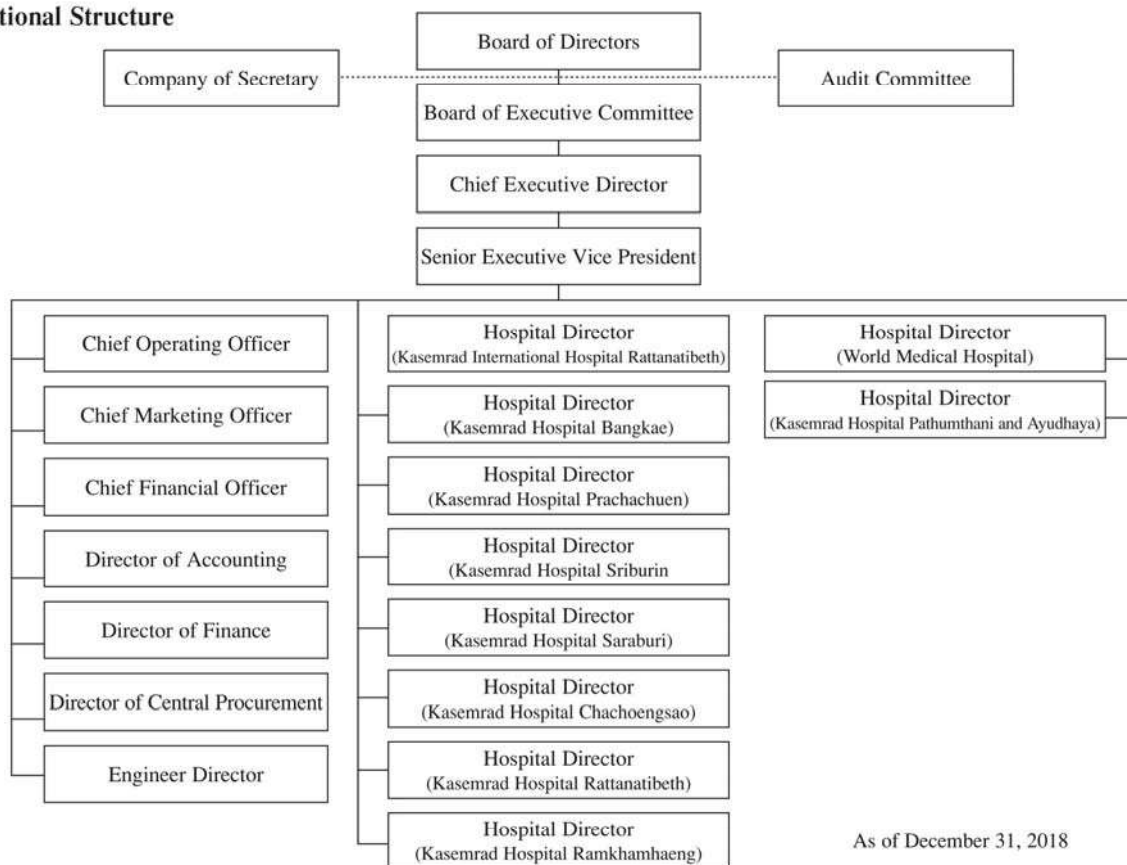 tional Structure
Board of Directors
Company of Secretary
Audit Committee
Board of Executive Committee
Chief Executive Director
Senior Executive Vice President
Chief Operating Officer
Chief Marketing Officer
Chief Financial Officer
Director of Accounting
Director of Finance
Director of Central Procurement
Engineer Director
Hospital Director
(Kasemrad International Hospital Rattanatibeth)
Hospital Director
(Kasemrad Hospital Bangkae)
Hospital Director
(Kasemrad Hospital Prachachuen)
Hospital Director
(Kasemrad Hospital Sriburin
Hospital Director
(Kasemrad Hospital Saraburi)
Hospital Director
(Kasemrad Hospital Chachoengsao)
Hospital Director
(Kasemrad Hospital Rattanatibeth)
Hospital Director
(Kasemrad Hospital Ramkhamhaeng)
Hospital Director
(World Medical Hospital)
Hospital Director
(Kasemrad Hospital Pathumthani and Ayudhaya)
As of December 31, 2018